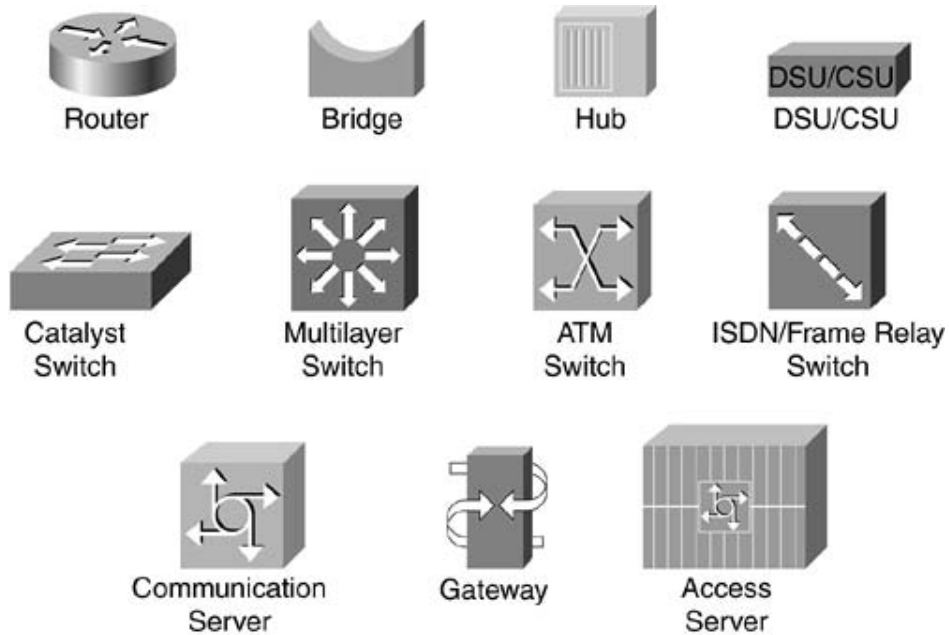 Router
Bridge
Hub
DSU/CSU
DSU/CSU
Catalyst
Switch
Multilayer
Switch
ATM
Switch
ISDN/Frame Relay
Switch
Communication
Server
Gateway
Access
Server